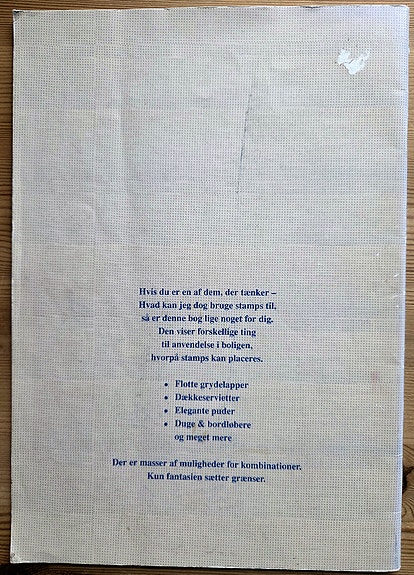 Hvis du er en af dem, der tænker –
Hvad kan jeg dog bruge stamps til,
så er denne bog lige noget for dig.
Den viser forskellige ting
til anvendelse i boligen,
hvorpå stamps kan placeres.
• Flotte grydelapper
• Dækkeservietter
• Elegante puder
• Duge & bordløbere
og meget mere
Der er masser af muligheder for kombinationer.
Kun fantasien sætter grænser.